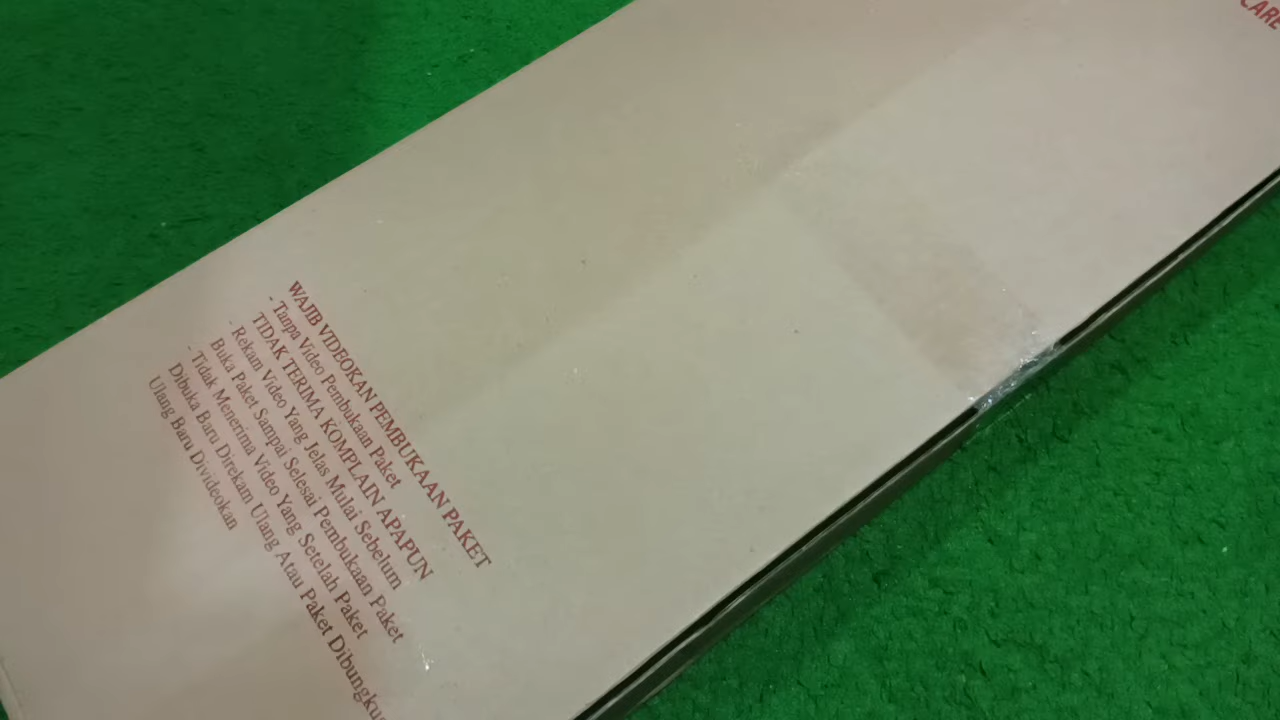 WAJIB VIDEOKAN PEMBUKAAN PAKET
- Tanpa Video Pembukaan Paket
TIDAK TERIMA KOMPLAIN APAPUN
- Rekam Video Yang Jelas Mulai Sebelum
Buka Paket Sampai Selesai Pembukaan Paket
- Tidak Menerima Video Yang Setelah Paket
Dibuka Baru Direkam Ulang Atau Paket
Ulang Baru Divideokan